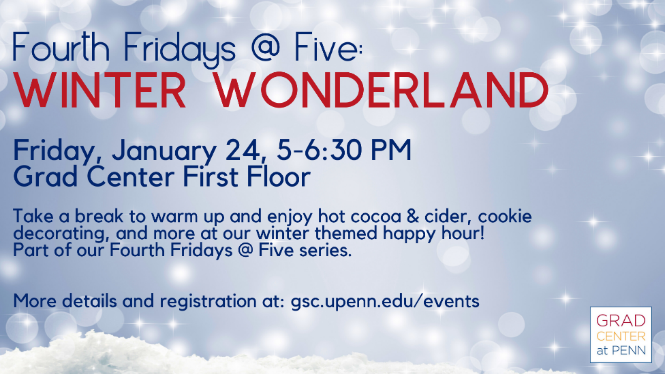 Fourth Fridays @ Five:
WINTER WONDERLAND
Friday, January 24, 5-6:30 PM
Grad Center First Floor
Take a break to warm up and enjoy hot cocoa & cider, cookie
decorating, and more at our winter themed happy hour!
Part of our Fourth Fridays @ Five series.
More details and registration at: gsc.upenn.edu/events
GRAD
CENTER
at PENN